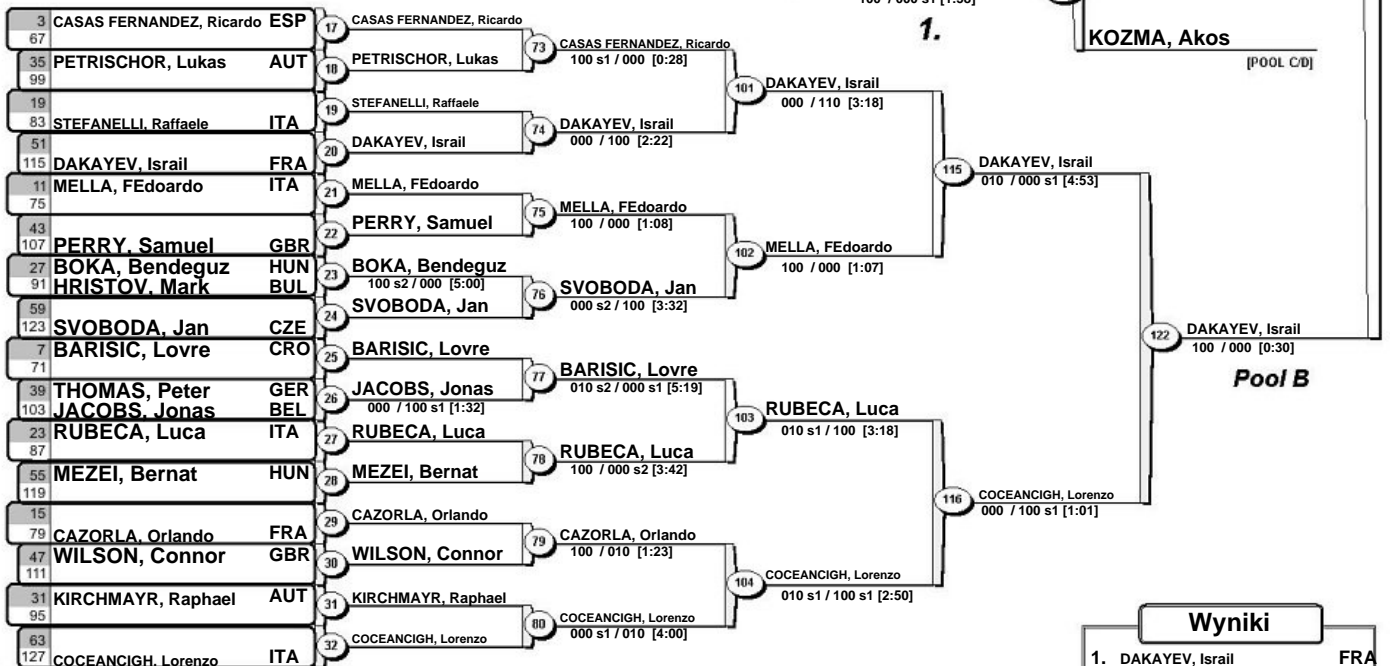 1.
KOZMA, Akos
[POOL C/D]
3 CASAS FERNANDEZ, Ricardo ESP
67
35 PETRISCHOR, Lukas AUT
99
19
83 STEFANELLI, Raffaele ITA
51
115 DAKAYEV, Israil FRA
11 MELLA, FEdoardo ITA
75
43
107 PERRY, Samuel GBR
27 BOKA, Bendeguz HUN
91 HRISTOV, Mark BUL
59
123 SVOBODA, Jan CZE
7 BARISIC, Lovre CRO
71
39 THOMAS, Peter GER
103 JACOBS, Jonas BEL
23 RUBECA, Luca ITA
87
55 MEZEI, Bernat HUN
119
15
79 CAZORLA, Orlando FRA
47 WILSON, Connor GBR
111
31 KIRCHMAYR, Raphael AUT
95
63
127 COCEANCIGH, Lorenzo ITA
17 CASAS FERNANDEZ, Ricardo
18 PETRISCHOR, Lukas
19 STEFANELLI, Raffaele
20 DAKAYEV, Israil
21 MELLA, FEdoardo
22 PERRY, Samuel
23 BOKA, Bendeguz
100 s2 / 000 [5:00]
24 SVOBODA, Jan
25 BARISIC, Lovre
26 JACOBS, Jonas
000 / 100 s1 [1:32]
27 RUBECA, Luca
28 MEZEI, Bernat
29 CAZORLA, Orlando
30 WILSON, Connor
31 KIRCHMAYR, Raphael
32 COCEANCIGH, Lorenzo
73 CASAS FERNANDEZ, Ricardo
100 s1 / 000 [0:28]
74 DAKAYEV, Israil
000 / 100 [2:22]
75 MELLA, FEdoardo
100 / 000 [1:08]
76 SVOBODA, Jan
000 s2 / 100 [3:32]
77 BARISIC, Lovre
010 s2 / 000 s1 [5:19]
78 RUBECA, Luca
100 / 000 s2 [3:42]
79 CAZORLA, Orlando
100 / 010 [1:23]
80 COCEANCIGH, Lorenzo
000 s1 / 010 [4:00]
101 DAKAYEV, Israil
000 / 110 [3:18]
102 MELLA, FEdoardo
100 / 000 [1:07]
103 RUBECA, Luca
010 s1 / 100 [3:18]
104 COCEANCIGH, Lorenzo
010 s1 / 100 s1 [2:50]
115 DAKAYEV, Israil
010 / 000 s1 [4:53]
116 COCEANCIGH, Lorenzo
000 / 100 s1 [1:01]
122 DAKAYEV, Israil
100 / 000 [0:30]
Pool B
Wyniki
1. DAKAYEV, Israil FRA